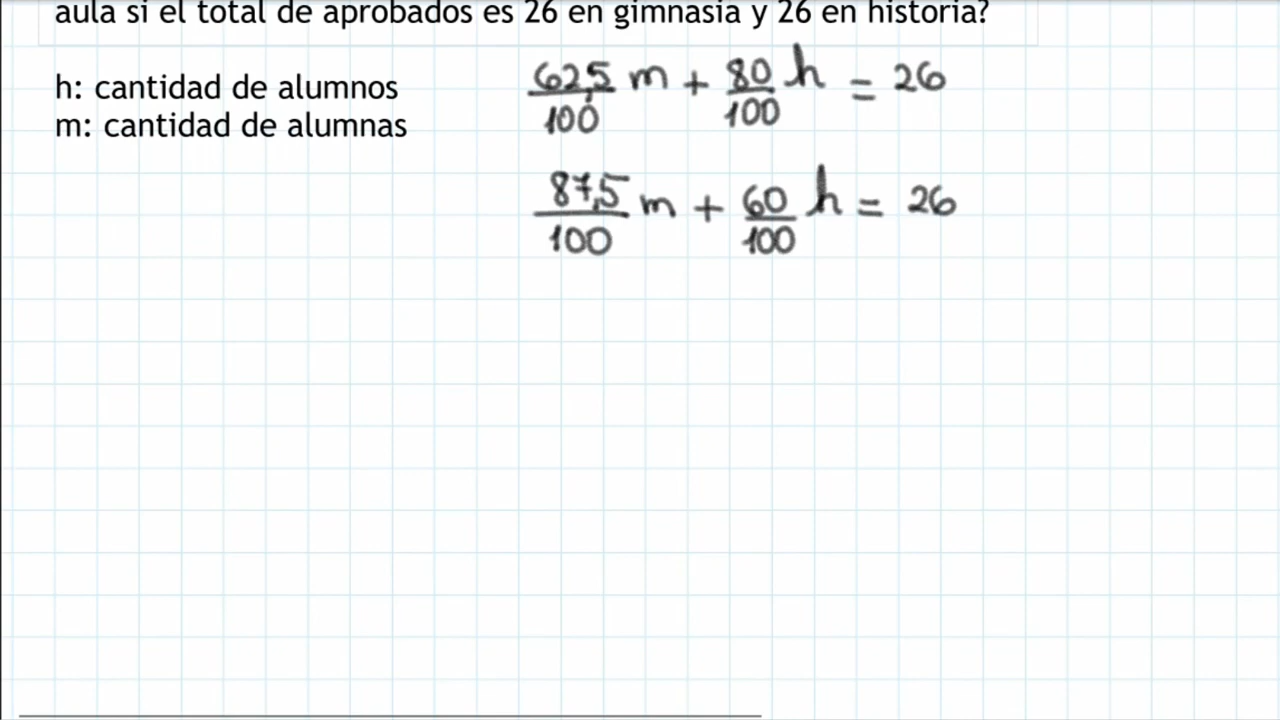 aula si el total de aprobados es 26 en gimnasia y 26 en historia?
h: cantidad de alumnos
m: cantidad de alumnas
62,5/100 m + 80/100 h = 26
87,5/100 m + 60/100 h = 26